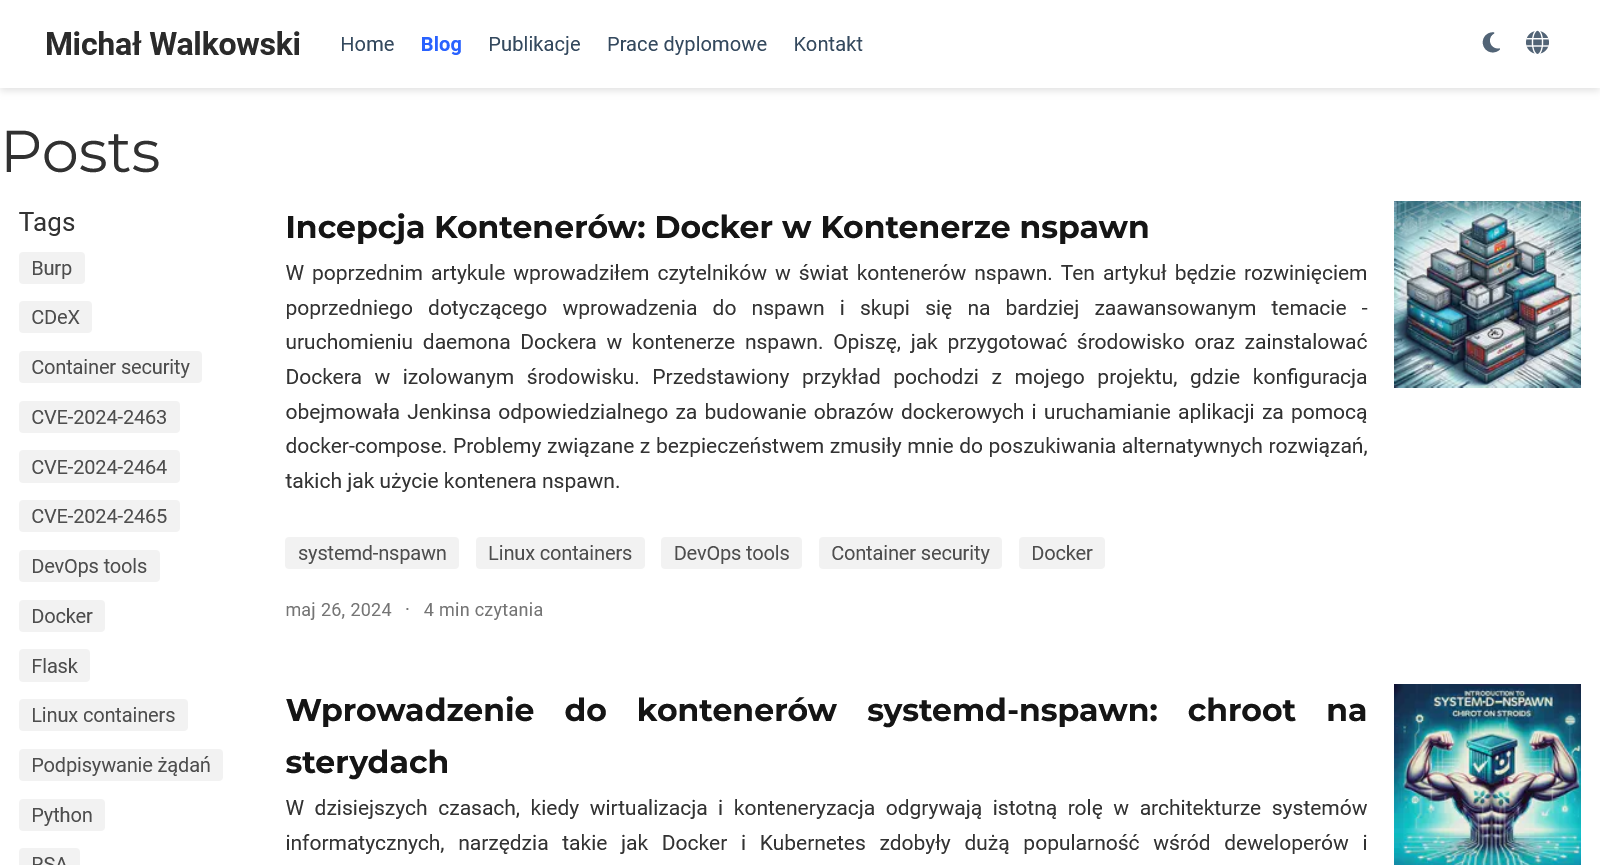 Michał Walkowski
Home
Blog
Publikacje
Prace dyplomowe
Kontakt
Posts
Tags
Burp
CDeX
Container security
CVE-2024-2463
CVE-2024-2464
CVE-2024-2465
DevOps tools
Docker
Flask
Linux containers
Podpisywanie żądań
Python
RSA
Incepcja Kontenerów: Docker w Kontenerze nspawn
W poprzednim artykule wprowadziłem czytelników w świat kontenerów nspawn. Ten artykuł będzie rozwinięciem
poprzedniego dotyczącego wprowadzenia do nspawn i skupi się na bardziej zaawansowanym temacie -
uruchomieniu daemona Dockera w kontenerze nspawn. Opiszę, jak przygotować środowisko oraz zainstalować
Dockera w izolowanym środowisku. Przedstawiony przykład pochodzi z mojego projektu, gdzie konfiguracja
obejmowała Jenkinsa odpowiedzialnego za budowanie obrazów dockerowych i uruchamianie aplikacji za pomocą
docker-compose. Problemy związane z bezpieczeństwem zmusiły mnie do poszukiwania alternatywnych rozwiązań,
takich jak użycie kontenera nspawn.
systemd-nspawn
Linux containers
DevOps tools
Container security
Docker
maj 26, 2024 · 4 min czytania
Wprowadzenie do kontenerów systemd-nspawn: chroot na
sterydach
W dzisiejszych czasach, kiedy wirtualizacja i konteneryzacja odgrywają istotną rolę w architekturze systemów
informatycznych, narzędzia takie jak Docker i Kubernetes zdobyły dużą popularność wśród deweloperów i
INTRODUCTION TO
SYSTEM-D-NSPAWN
CHROOT ON STROIDS